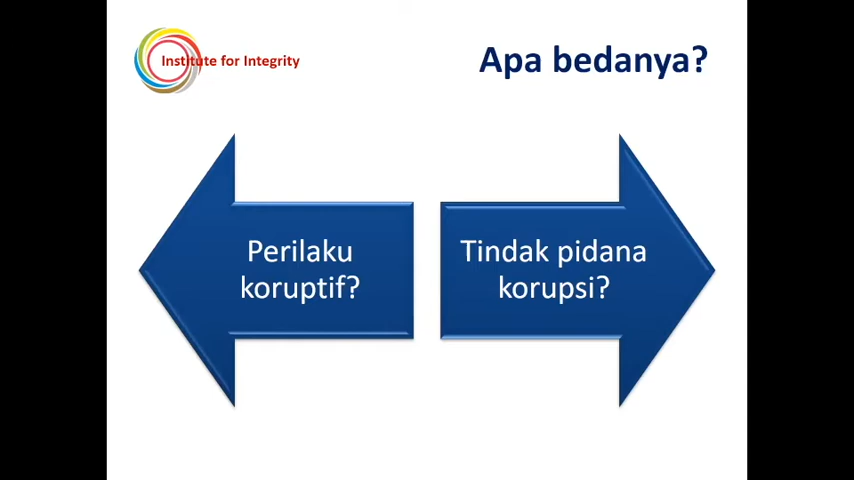 Institute for Integrity
Apa bedanya?
Perilaku
koruptif?
Tindak pidana
korupsi?